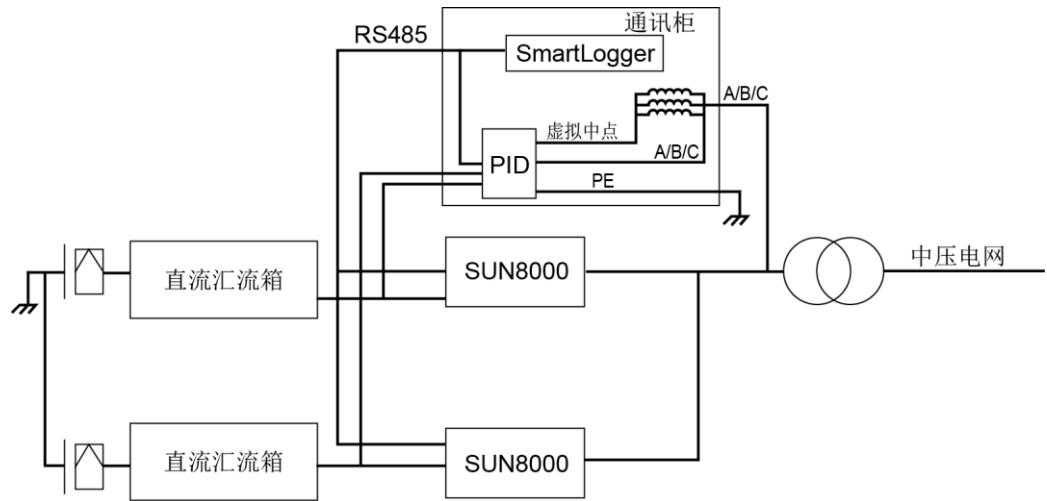 通讯柜
RS485
SmartLogger
A/B/C
虚拟中点
A/B/C
PID
PE
直流汇流箱
SUN8000
中压电网
直流汇流箱
SUN8000